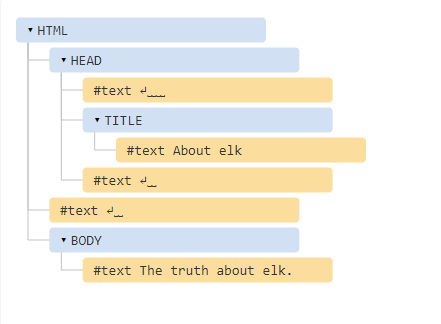 ▾ HTML
▾ HEAD
#text ↵␣␣␣␣
▾ TITLE
#text About elk
#text ↵␣␣
#text ↵␣␣
▾ BODY
#text The truth about elk.